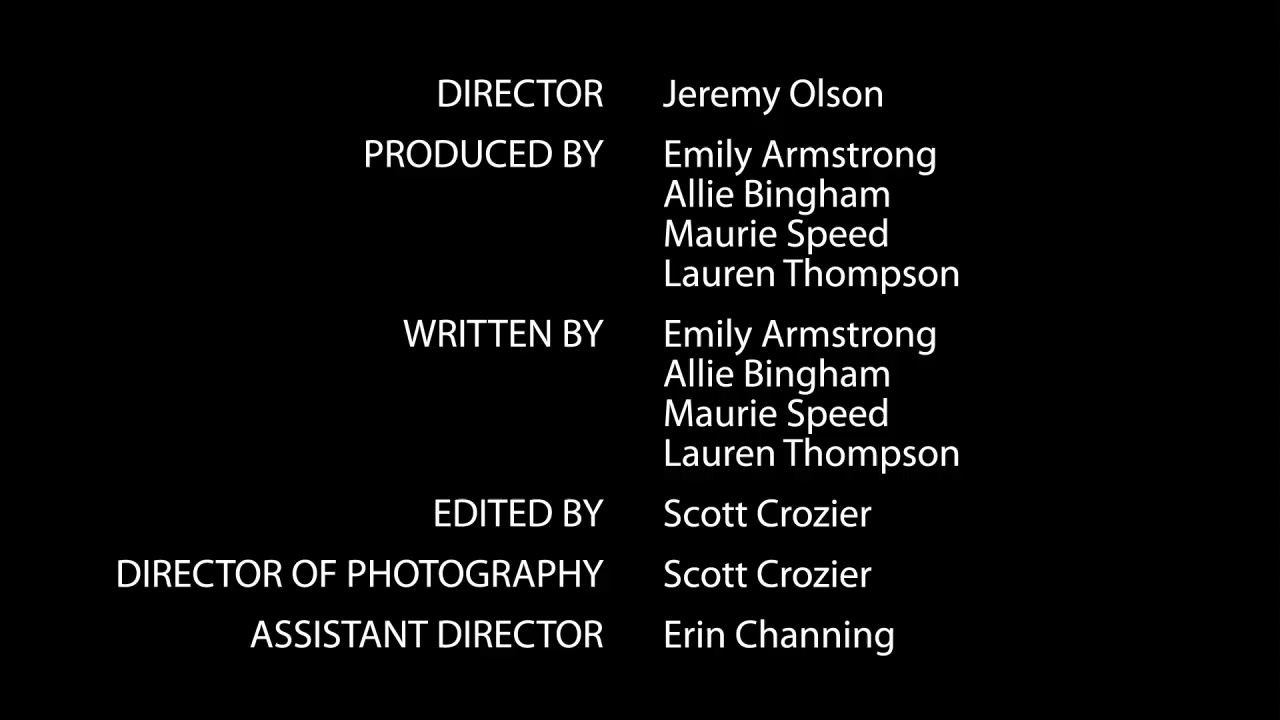 DIRECTOR Jeremy Olson
PRODUCED BY Emily Armstrong
Allie Bingham
Maurie Speed
Lauren Thompson
WRITTEN BY Emily Armstrong
Allie Bingham
Maurie Speed
Lauren Thompson
EDITED BY Scott Crozier
DIRECTOR OF PHOTOGRAPHY Scott Crozier
ASSISTANT DIRECTOR Erin Channing